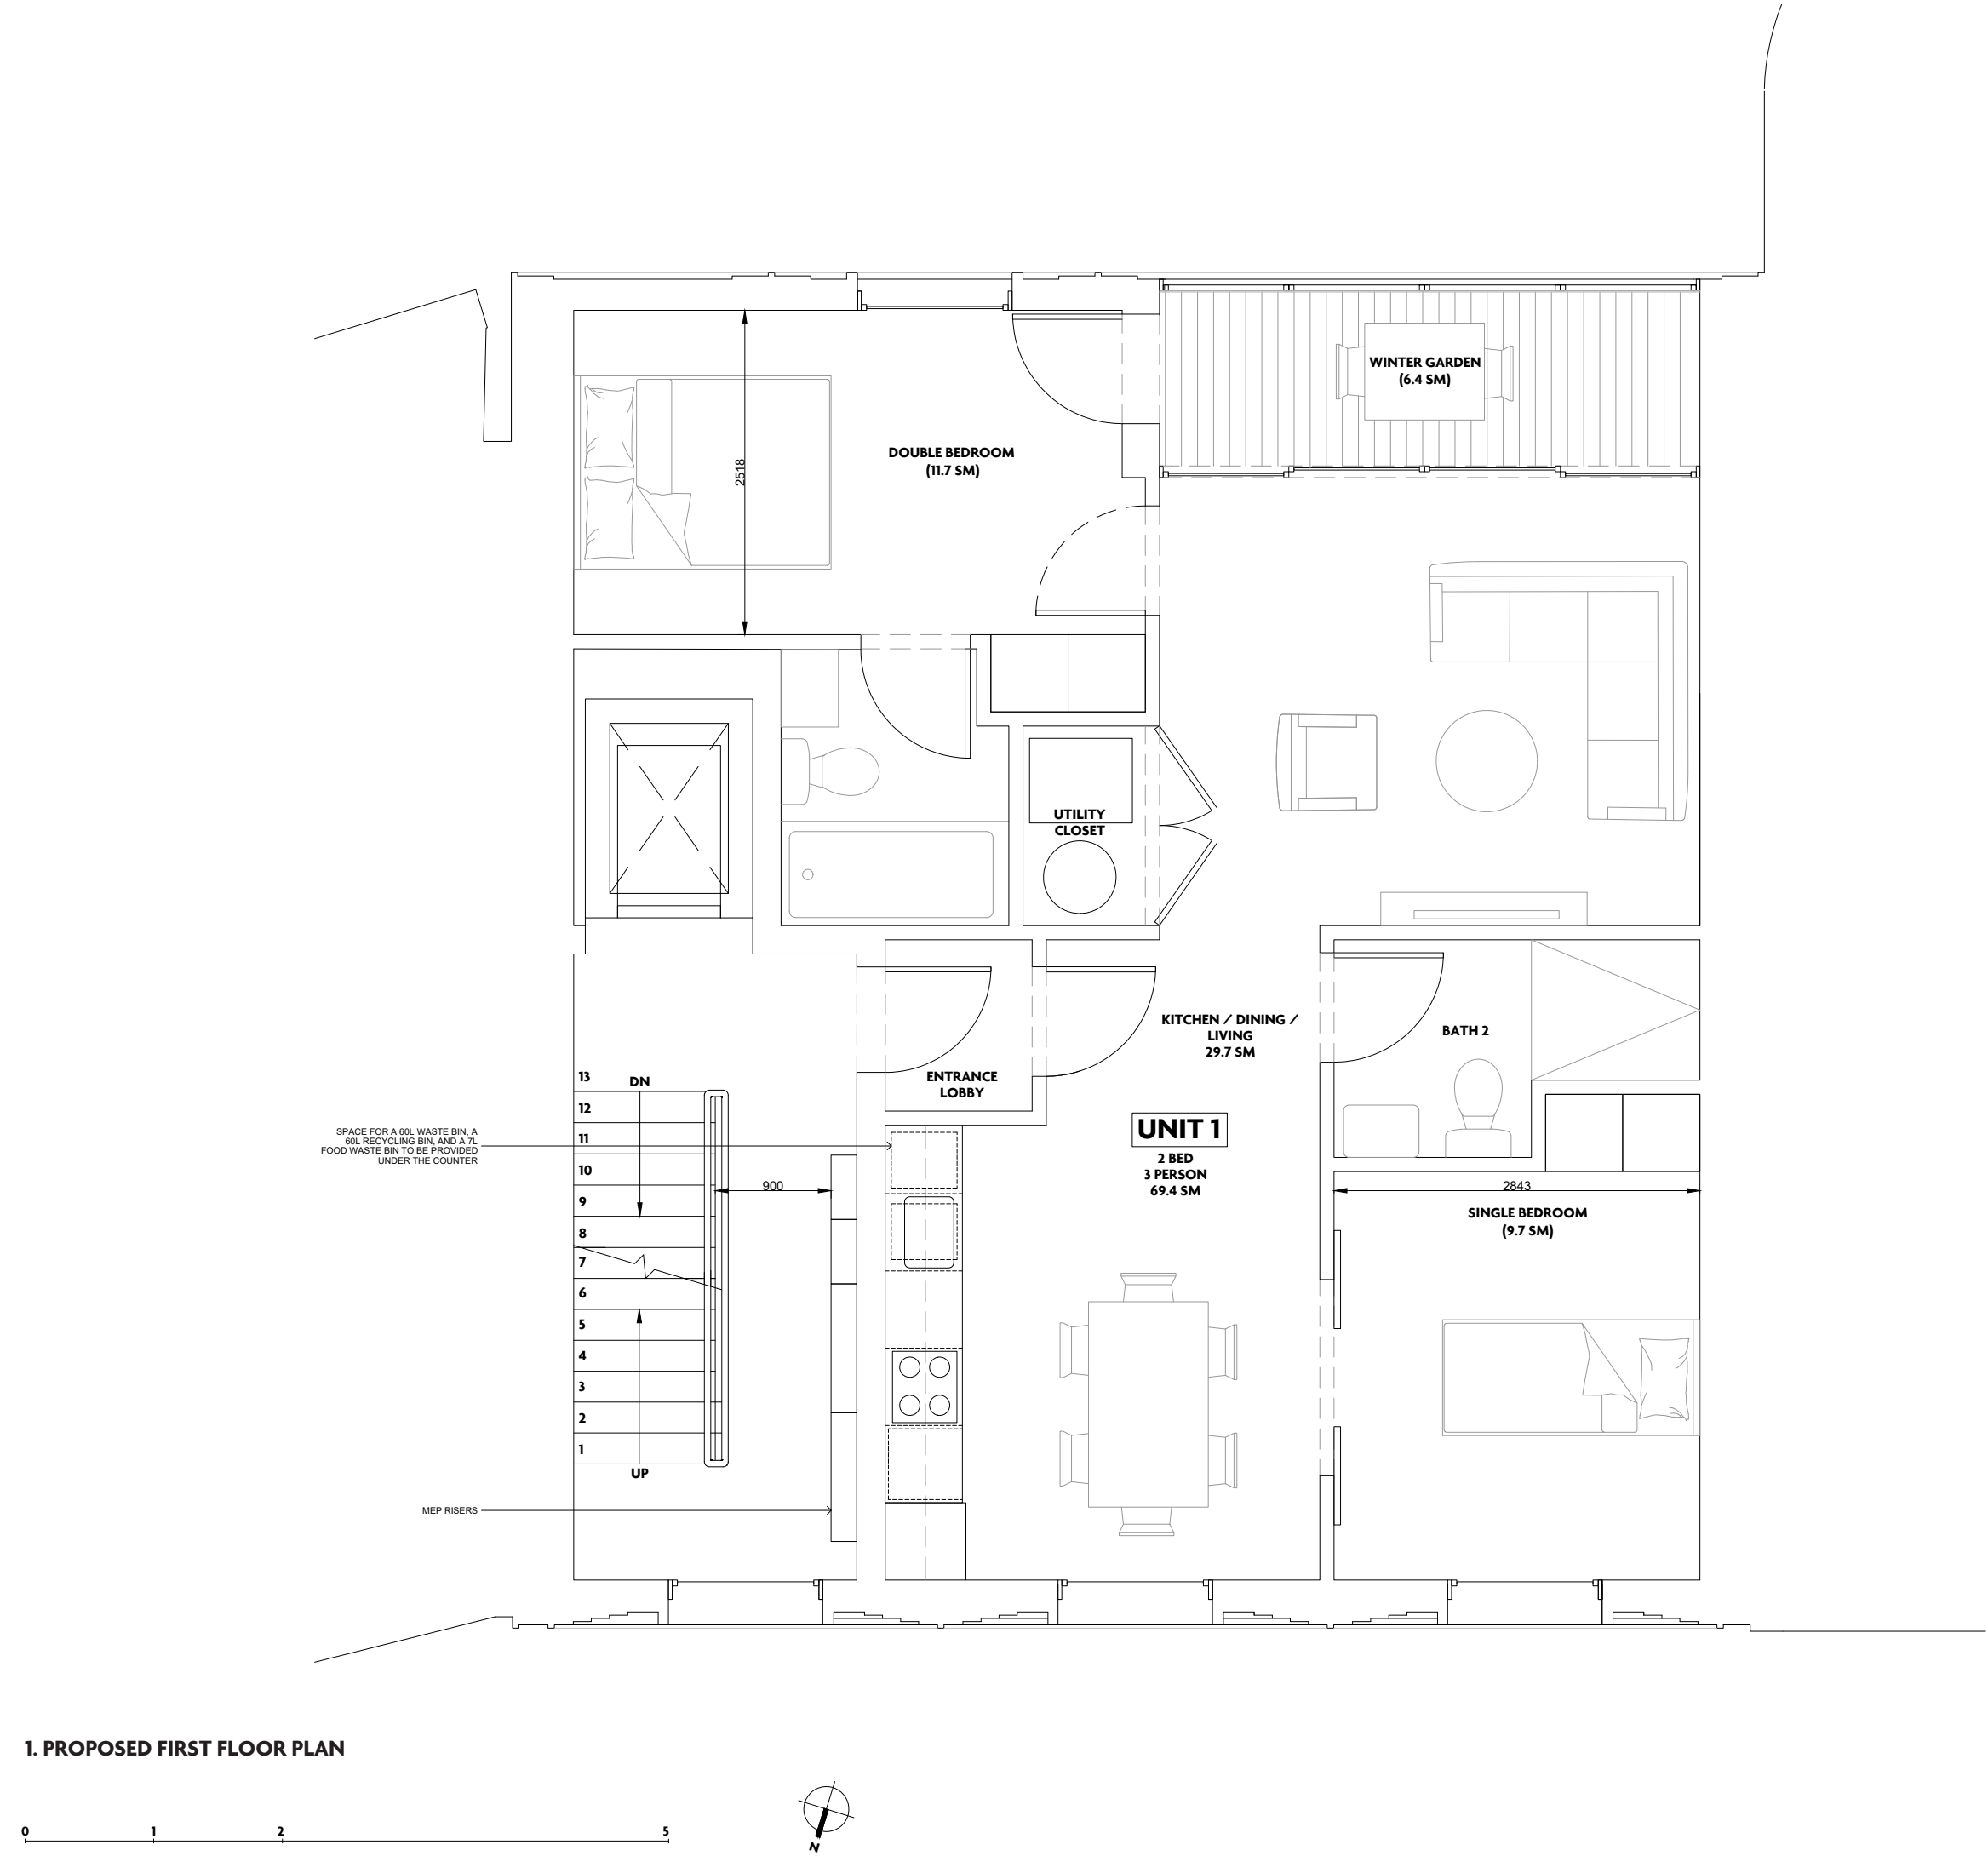 WINTER GARDEN
(6.4 SM)
DOUBLE BEDROOM
(11.7 SM)
2518
UTILITY
CLOSET
KITCHEN / DINING /
LIVING
29.7 SM
BATH 2
ENTRANCE
LOBBY
UNIT 1
2 BED
3 PERSON
69.4 SM
13
DN
12
11
10
9
8
7
6
5
4
3
2
1
UP
SPACE FOR A 60L WASTE BIN, A
60L RECYCLING BIN, AND A 7L
FOOD WASTE BIN TO BE PROVIDED
UNDER THE COUNTER
900
2843
SINGLE BEDROOM
(9.7 SM)
MEP RISERS
1. PROPOSED FIRST FLOOR PLAN
0 1 2 5
N